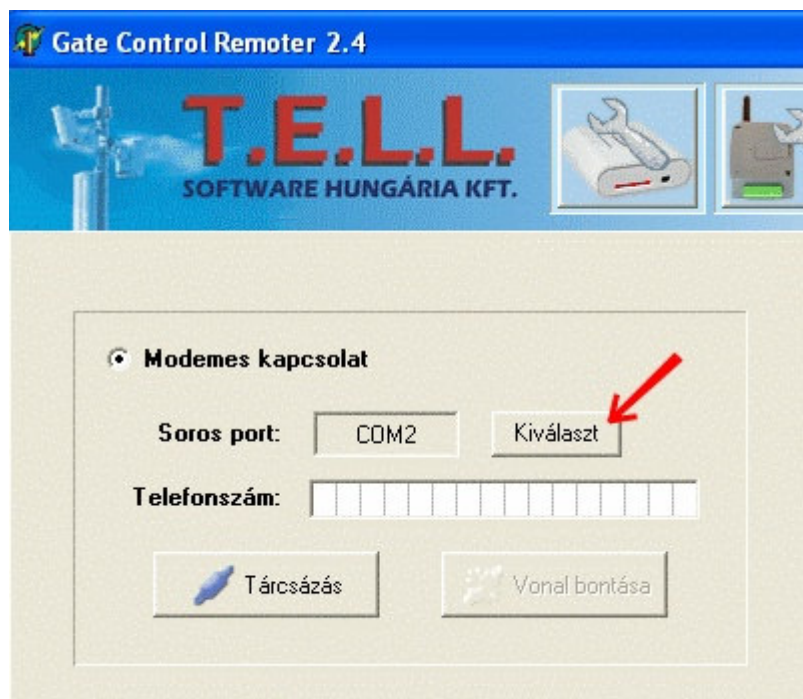 Gate Control Remoter 2.4
T.E.L.L.
SOFTWARE HUNGÁRIA KFT.
Modemes kapcsolat
Soros port: COM2 Kiválaszt
Telefonszám:
Tárcsázás Vonal bontása